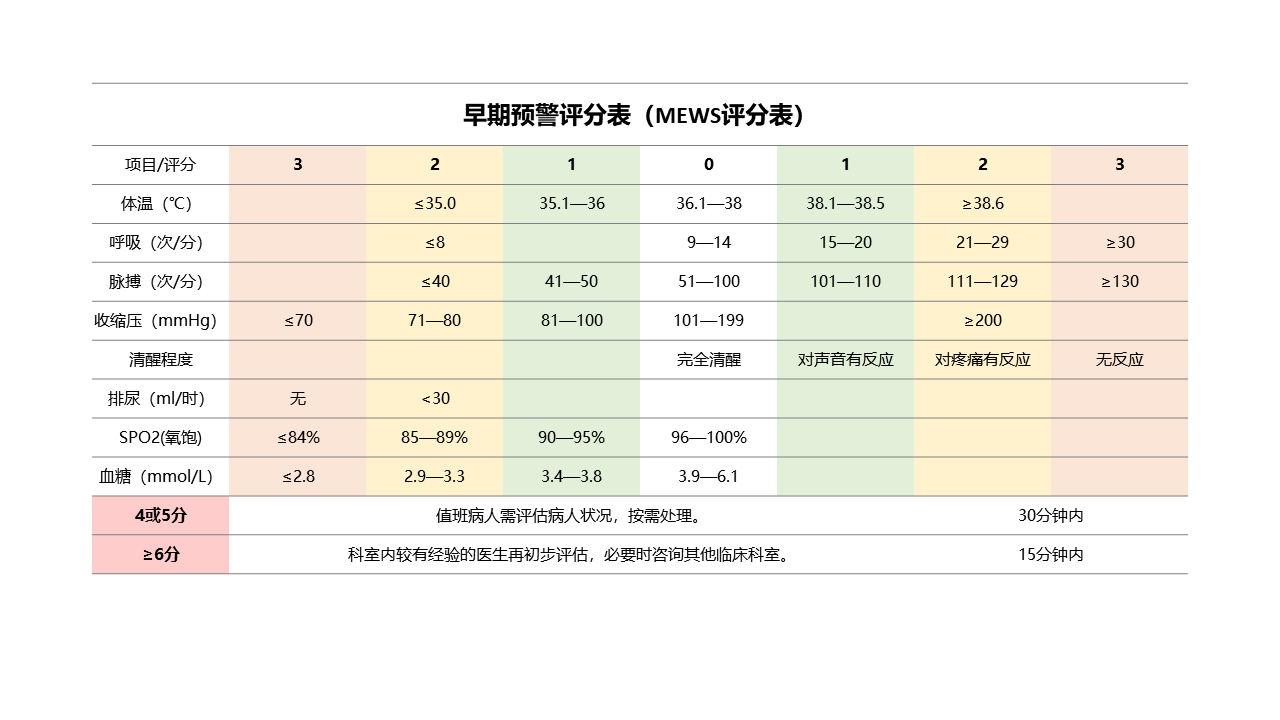 早期预警评分表（MEWS评分表）
项目/评分 3 2 1 0 1 2 3
体温（℃） ≤35.0 35.1—36 36.1—38 38.1—38.5 ≥38.6
呼吸（次/分） ≤8 9—14 15—20 21—29 ≥30
脉搏（次/分） ≤40 41—50 51—100 101—110 111—129 ≥130
收缩压（mmHg） ≤70 71—80 81—100 101—199 ≥200
清醒程度 完全清醒 对声音有反应 对疼痛有反应 无反应
排尿（ml/时） 无 <30
SPO2(氧饱) ≤84% 85—89% 90—95% 96—100%
血糖（mmol/L） ≤2.8 2.9—3.3 3.4—3.8 3.9—6.1
4或5分 值班病人需评估病人状况，按需处理。 30分钟内
≥6分 科室内较有经验的医生再初步评估，必要时咨询其他临床科室。 15分钟内